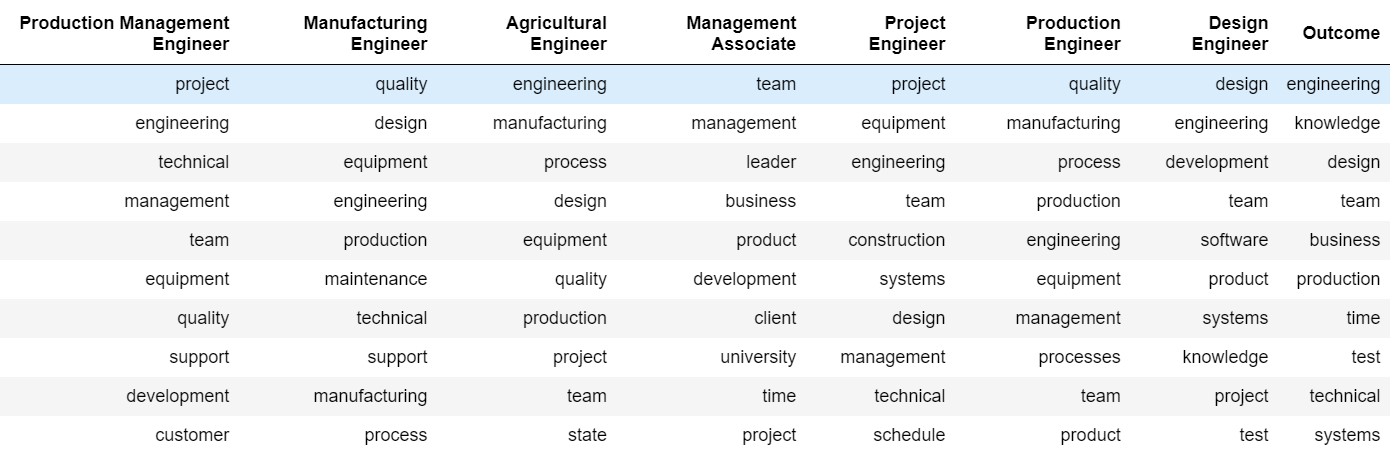 Production Management Engineer Manufacturing Engineer Agricultural Engineer Management Associate Project Engineer Production Engineer Design Engineer Outcome
project quality engineering team project quality design engineering
engineering design manufacturing management equipment manufacturing engineering knowledge
technical equipment process leader engineering process development design
management engineering design business team production team team
team production equipment product construction engineering software business
equipment maintenance quality development systems equipment product production
quality technical production client design management systems time
support support project university management processes knowledge test
development manufacturing team time technical team project technical
customer process state project schedule product test systems